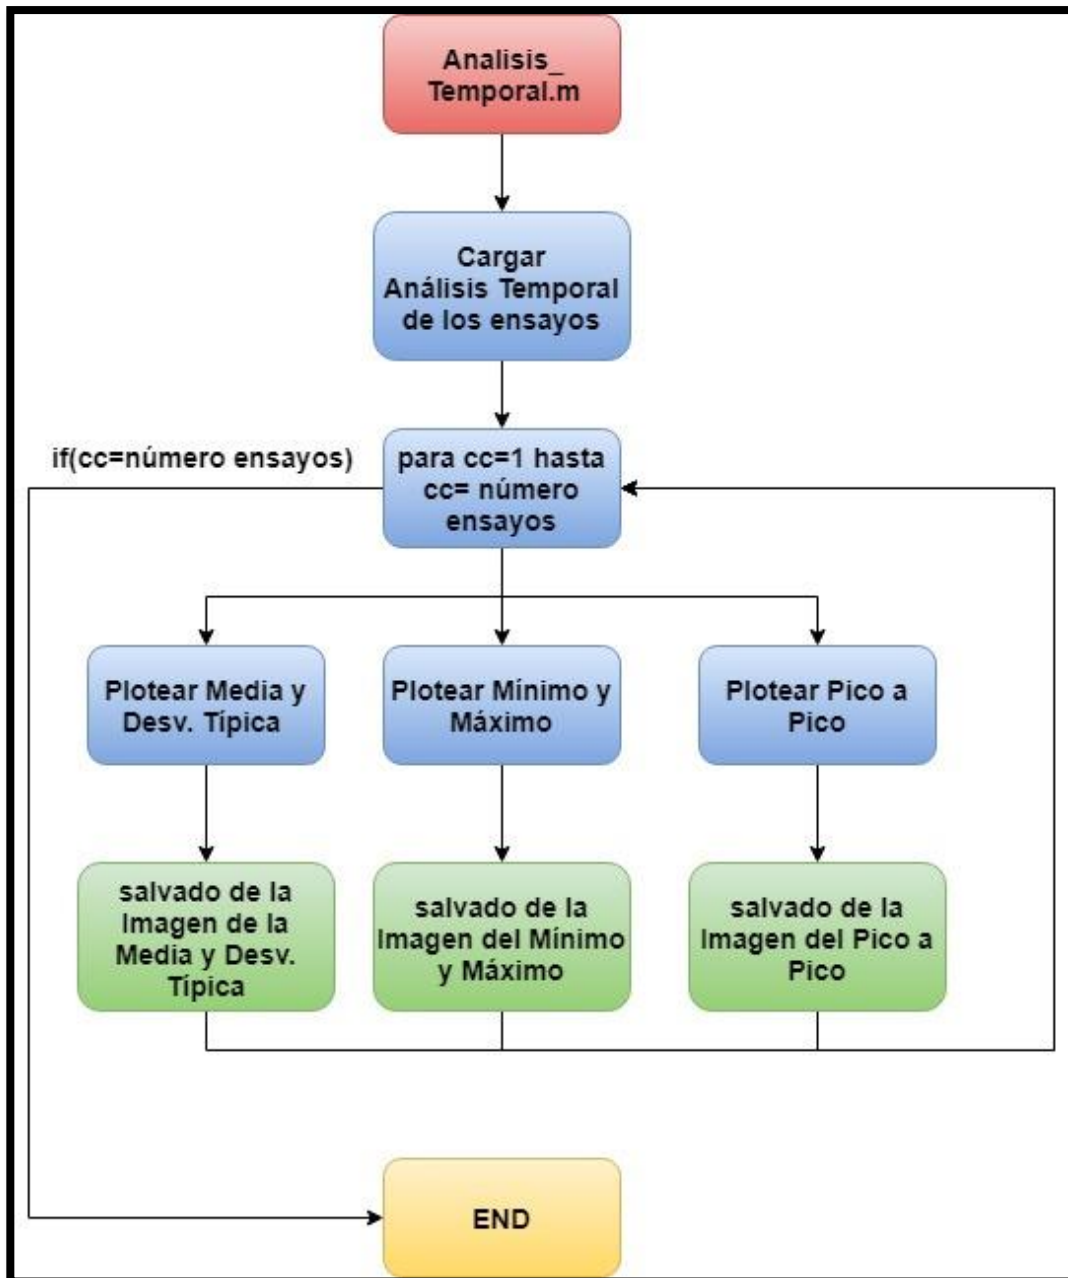 Analisis_
Temporal.m
Cargar
Análisis Temporal
de los ensayos
if(cc=número ensayos)
para cc=1 hasta
cc= número
ensayos
Plotear Media y
Desv. Típica
Plotear Mínimo y
Máximo
Plotear Pico a
Pico
salvado de la
Imagen de la
Media y Desv.
Típica
salvado de la
Imagen del Mínimo
y Máximo
salvado de la
Imagen del Pico a
Pico
END